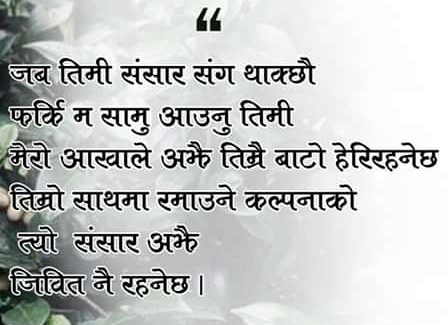 “
जब तिमी संसार संग थाक्छौ
फर्कि म सामु आउनु तिमी
मेरो आखाले अझै तिम्रै बाटो हेरिरहनेछ
तिम्रो साथमा रमाउने कल्पनाको
त्यो संसार अझै
जिवित नै रहनेछ ।